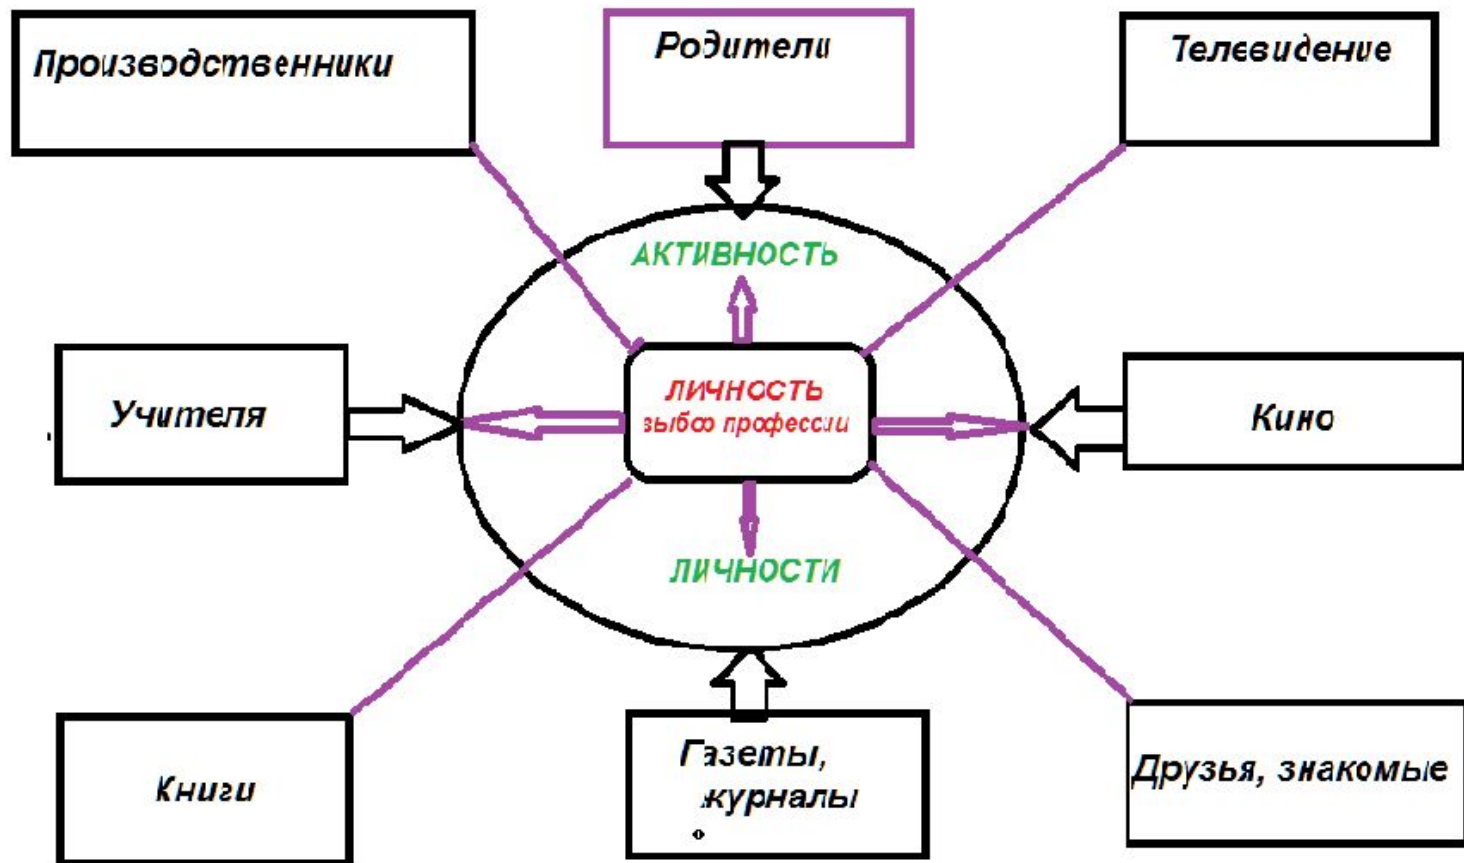 Производственники
Родители
Телевидение
АКТИВНОСТЬ
Учителя
ЛИЧНОСТЬ
выбор профессии
Кино
ЛИЧНОСТИ
Книги
Газеты,
журналы
Друзья, знакомые